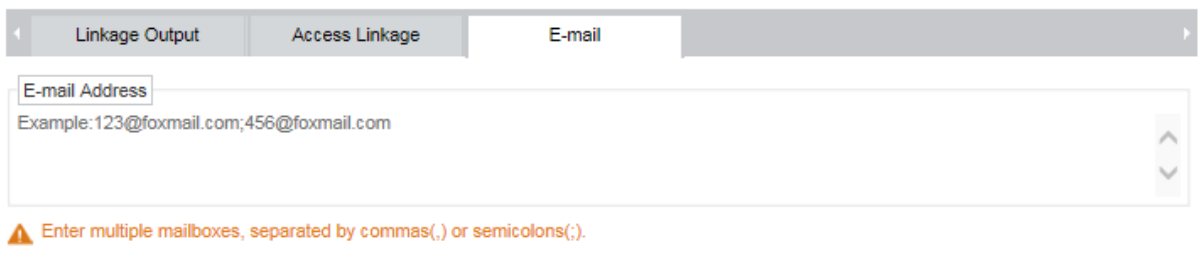 Linkage Output Access Linkage E-mail
E-mail Address
Example:123@foxmail.com;456@foxmail.com
Enter multiple mailboxes, separated by commas(,) or semicolons(;).